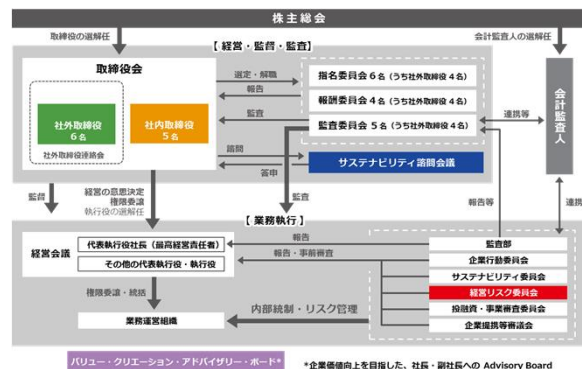 株主総会
取締役の選解任
会計監査人の選解任
【 経営・監督・監査】
取締役会
社外取締役
6名
社内取締役
5名
社外取締役連絡会
選定・解職
報告
監査
諮問
答申
指名委員会 6名（うち社外取締役 4名）
報酬委員会 4名（うち社外取締役 4名）
監査委員会 5名（うち社外取締役 4名）
サステナビリティ諮問会議
連携等
会計監査人
監督
経営の意思決定
権限委譲
執行役の選解任
監査
報告等
連携
【 業務執行】
経営会議
代表執行役社長（最高経営責任者）
その他の代表執行役・執行役
報告
報告・事前審査
監査部
企業行動委員会
サステナビリティ委員会
経営リスク委員会
投融資・事業審査委員会
企業提携等審議会
権限委譲・統括
内部統制・リスク管理
業務運営組織
バリュー・クリエーション・アドバイザリー・ボード*
*企業価値向上を目指した、社長・副社長への Advisory Board